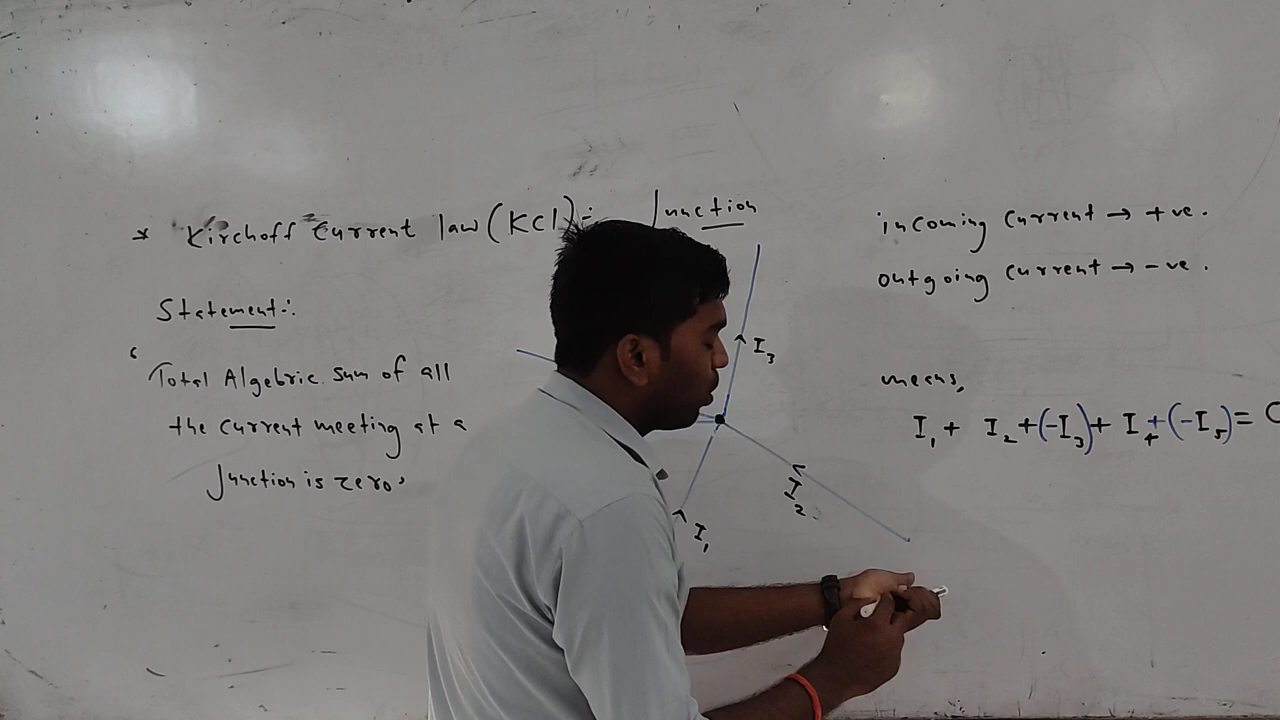 * Kirchoff Current law (KCl):- Junction
Statement:-
‘Total Algebric sum of all
the current meeting at a
Junction is zero’
I3
I2
I1
incoming current → +ve.
outgoing current → -ve.
means,
I1 + I2 + (-I3) + I4 + (-I5) = 0